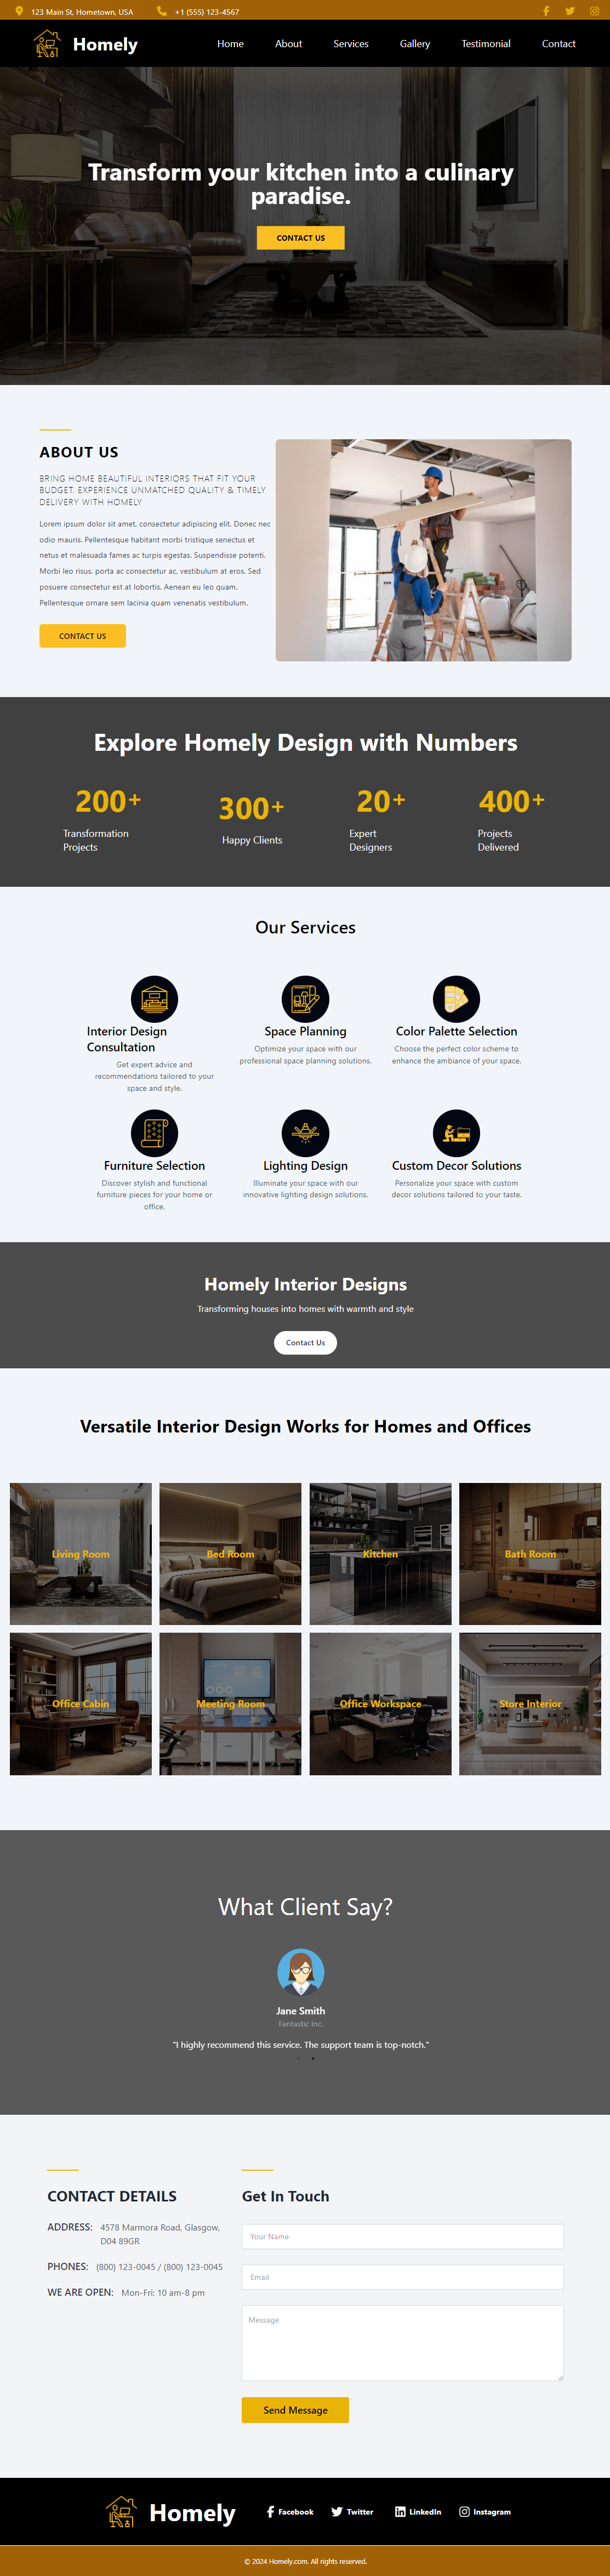 123 Main St, Hometown, USA +1 (555) 123-4567
Homely Home About Services Gallery Testimonial Contact
Transform your kitchen into a culinary
paradise.
CONTACT US
ABOUT US
BRING HOME BEAUTIFUL INTERIORS THAT FIT YOUR
BUDGET. EXPERIENCE UNMATCHED QUALITY & TIMELY
DELIVERY WITH HOMELY
Lorem ipsum dolor sit amet, consectetur adipiscing elit. Donec nec
odio mauris. Pellentesque habitant morbi tristique senectus et
netus et malesuada fames ac turpis egestas. Suspendisse potenti.
Morbi leo risus, porta ac consectetur ac, vestibulum at eros. Sed
posuere consectetur est at lobortis. Aenean eu leo quam.
Pellentesque ornare sem lacinia quam venenatis vestibulum.
CONTACT US
Explore Homely Design with Numbers
200+
Transformation
Projects
300+
Happy Clients
20+
Expert
Designers
400+
Projects
Delivered
Our Services
Interior Design
Consultation
Get expert advice and
recommendations tailored to your
space and style.
Space Planning
Optimize your space with our
professional space planning solutions.
Color Palette Selection
Choose the perfect color scheme to
enhance the ambiance of your space.
Furniture Selection
Discover stylish and functional
furniture pieces for your home or
office.
Lighting Design
Illuminate your space with our
innovative lighting design solutions.
Custom Decor Solutions
Personalize your space with custom
decor solutions tailored to your taste.
Homely Interior Designs
Transforming houses into homes with warmth and style
Contact Us
Versatile Interior Design Works for Homes and Offices
Living Room Bed Room Kitchen Bath Room
Office Cabin Meeting Room Office Workspace Store Interior
What Client Say?
Jane Smith
Fantastic Inc.
"I highly recommend this service. The support team is top-notch."
CONTACT DETAILS
ADDRESS: 4578 Marmora Road, Glasgow,
D04 89GR
PHONES: (800) 123-0045 / (800) 123-0045
WE ARE OPEN: Mon-Fri: 10 am-8 pm
Get In Touch
Your Name
Email
Message
Send Message
Homely Facebook Twitter LinkedIn Instagram
© 2024 Homely.com. All rights reserved.